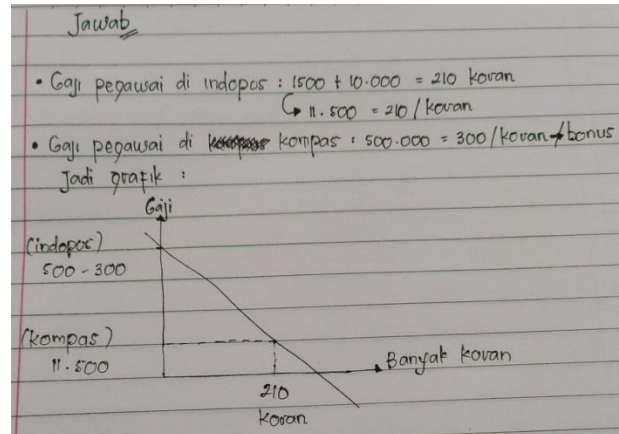 Jawab
• Gaji pegawai di indopos : 1500 + 10.000 = 210 koran
↳ 11.500 = 210 / koran
• Gaji pegawai di kompas : 500.000 = 300 / koran + bonus
Jadi grafik :
Gaji
(indopos)
500 - 300
(kompas)
11.500
Banyak koran
210
koran